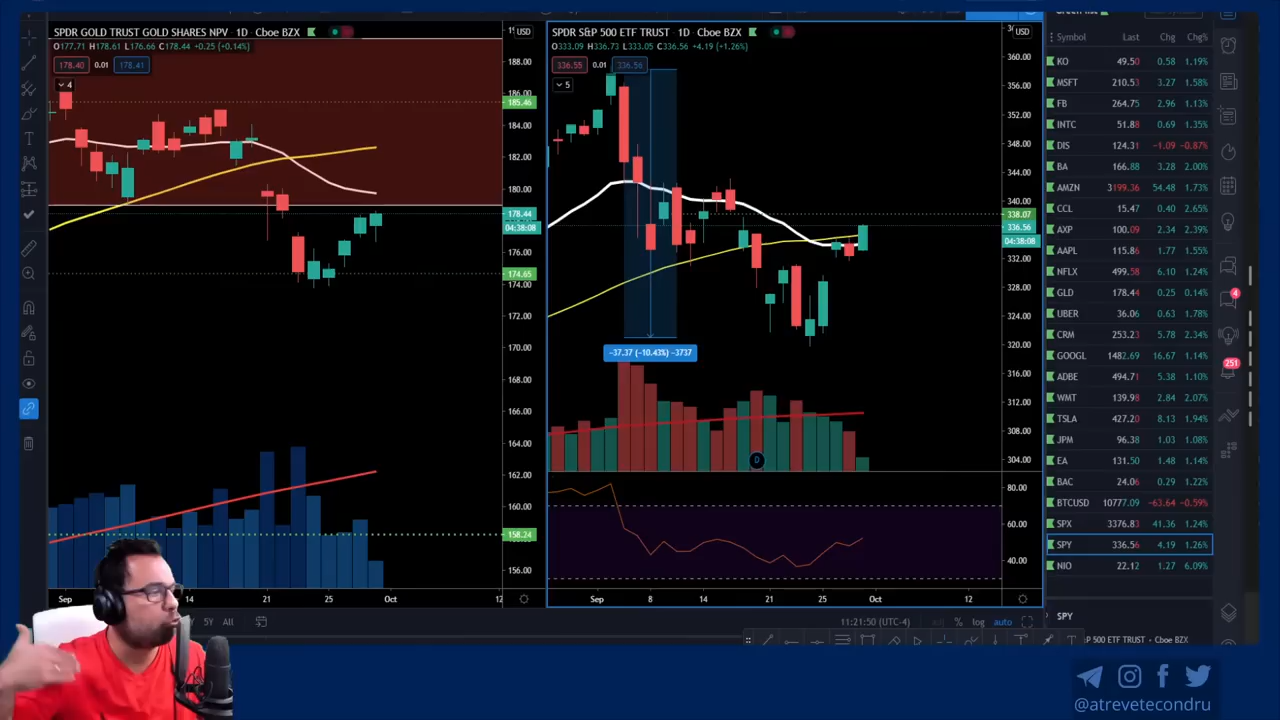 SPDR GOLD TRUST GOLD SHARES NPV · 1D · Cboe BZX
O177.71 H178.61 L176.66 C178.44 +0.25 (+0.14%)
178.40 0.01 178.41
4
USD
188.00
185.46
184.00
182.00
180.00
178.44
04:38:08
176.00
174.65
174.00
172.00
170.00
168.00
166.00
164.00
162.00
160.00
158.24
156.00
Sep
14
21
Oct
12
5Y All
SPDR S&P 500 ETF TRUST · 1D · Cboe BZX
O333.09 H336.73 L333.05 C336.56 +4.19 (+1.26%)
336.55 0.01 336.56
5
USD
360.00
356.00
352.00
348.00
344.00
340.00
338.07
336.56
04:38:08
332.00
328.00
324.00
320.00
316.00
312.00
308.00
304.00
−37.37 (−10.43%) −3737
D
80.00
60.00
40.00
Sep
8
14
21
25
Oct
12
11:21:50 (UTC-4)
adj % log auto
Symbol Last Chg Chg%
KO 49.50 0.58 1.19%
MSFT 210.53 3.27 1.58%
FB 264.75 2.96 1.13%
INTC 51.88 0.69 1.35%
DIS 124.31 −1.09 −0.87%
BA 166.88 3.28 2.00%
AMZN 3199.36 54.48 1.73%
CCL 15.47 0.40 2.65%
AXP 100.09 2.34 2.39%
AAPL 115.86 1.77 1.55%
NFLX 499.58 6.10 1.24%
GLD 178.44 0.25 0.14%
UBER 36.06 0.63 1.78%
CRM 253.23 5.78 2.34%
GOOGL 1482.69 16.67 1.14%
ADBE 494.71 5.38 1.10%
WMT 139.98 2.84 2.07%
TSLA 427.20 8.13 1.94%
JPM 96.38 1.03 1.08%
EA 131.50 1.48 1.14%
BAC 24.06 0.29 1.22%
BTCUSD 10777.09 −63.64 −0.59%
SPX 3376.83 41.36 1.24%
SPY 336.56 4.19 1.26%
NIO 22.12 1.27 6.09%
SPY
P 500 ETF TRUST · Cboe BZX
4
251
@atrevetecondru